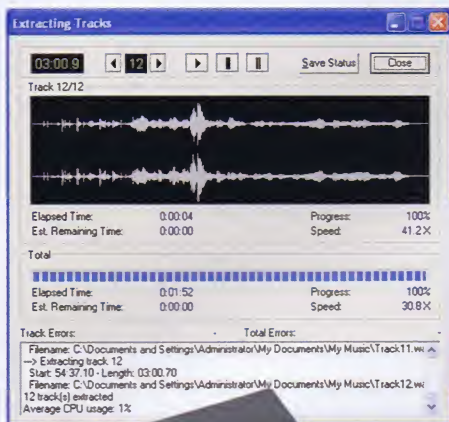 Extracting Tracks
03:00.9 12 Save Status Close
Track 12/12
Elapsed Time: 0:00:04 Progress: 100%
Est. Remaining Time: 0:00:00 Speed: 41.2X
Total
Elapsed Time: 0:01:52 Progress: 100%
Est. Remaining Time: 0:00:00 Speed: 30.8X
Track Errors: - Total Errors: -
Filename: C:\Documents and Settings\Administrator\My Documents\My Music\Track11.wa
--> Extracting track 12
Start: 54:37.10 - Length: 03:00.70
Filename: C:\Documents and Settings\Administrator\My Documents\My Music\Track12.wa
12 track(s) extracted
Average CPU usage: 1%